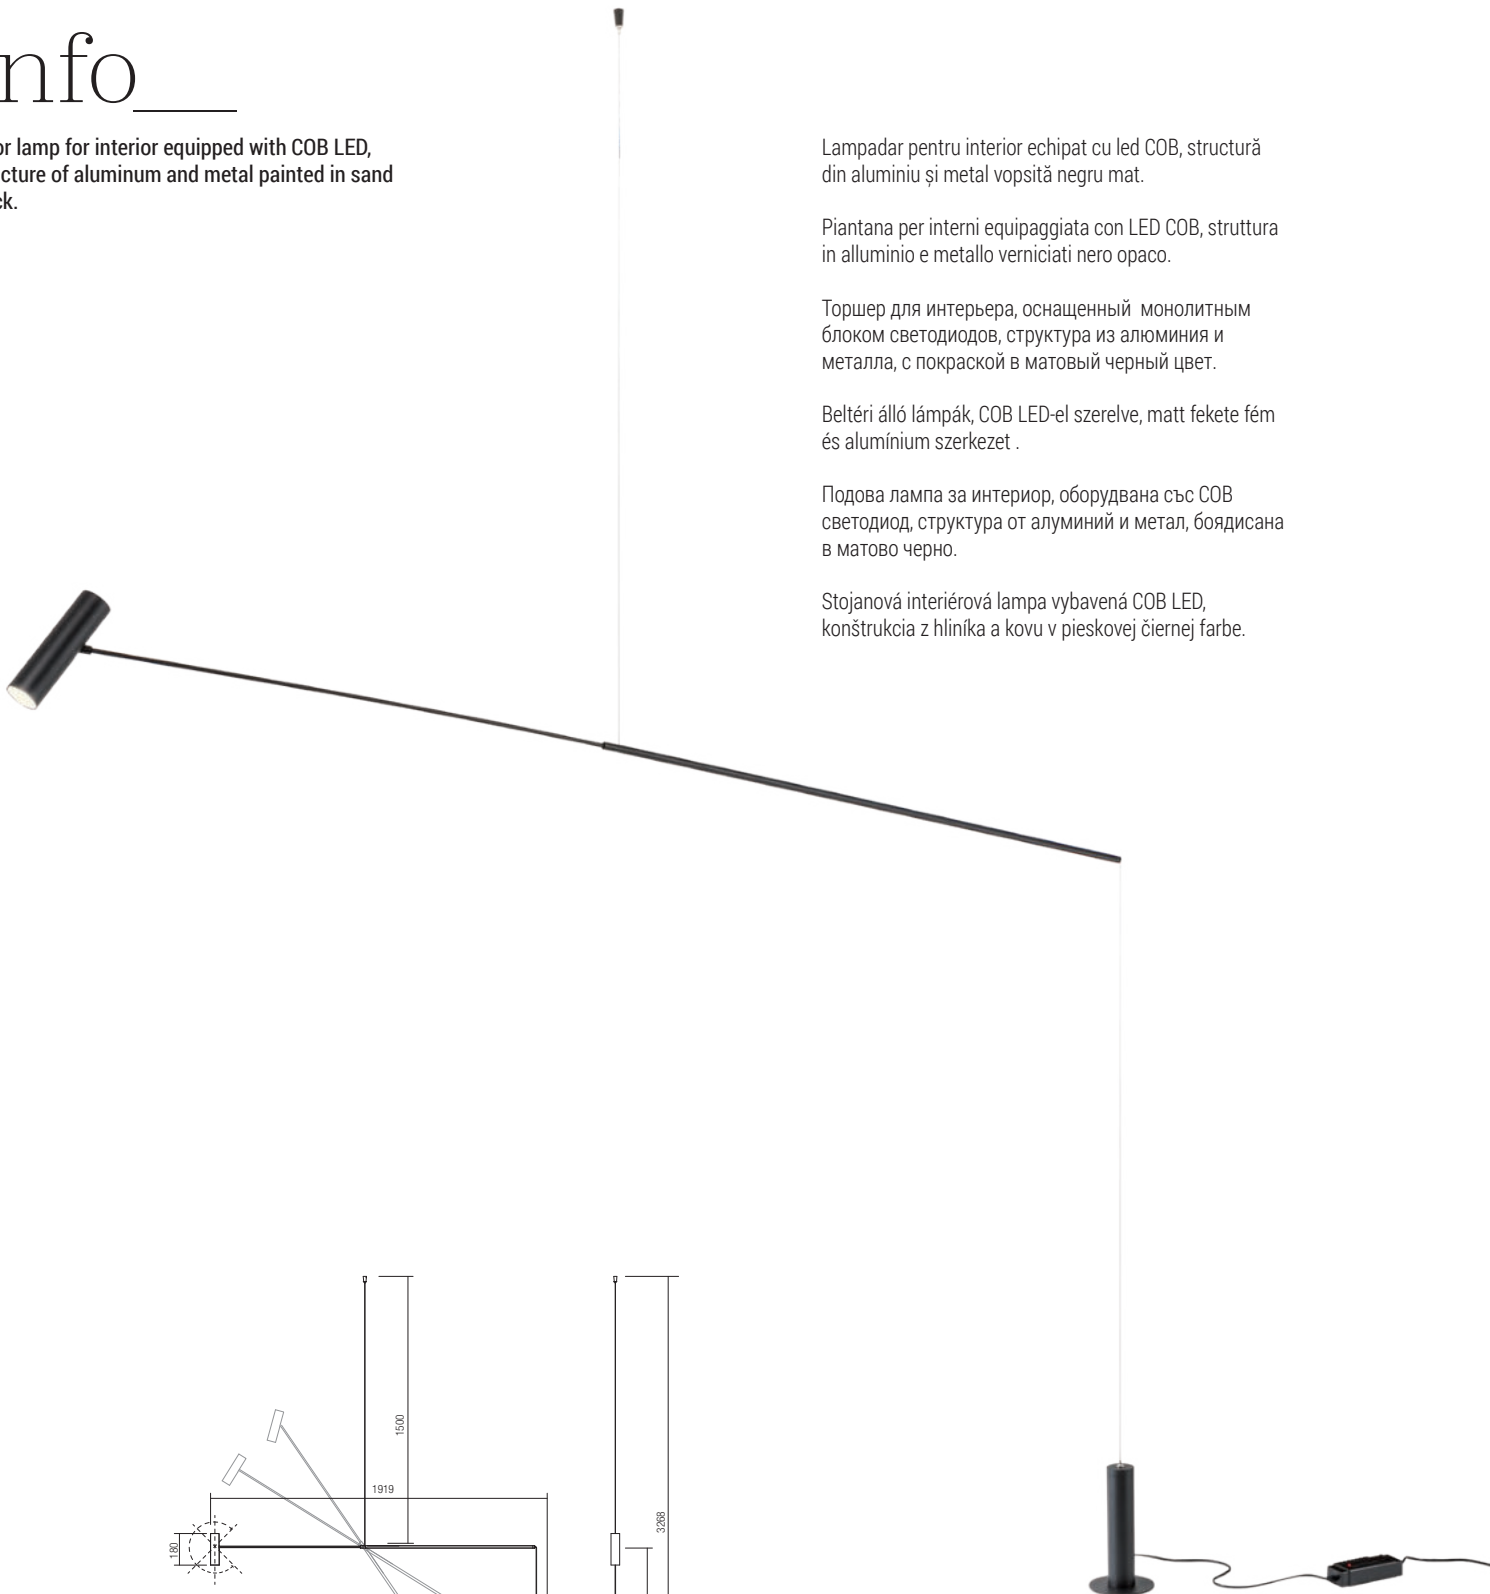 nfo__
or lamp for interior equipped with COB LED,
cture of aluminum and metal painted in sand
ck.
Lampadar pentru interior echipat cu led COB, structură
din aluminiu și metal vopsită negru mat.
Piantana per interni equipaggiata con LED COB, struttura
in alluminio e metallo verniciati nero opaco.
Торшер для интерьера, оснащенный  монолитным
блоком светодиодов, структура из алюминия и
металла, с покраской в матовый черный цвет.
Beltéri álló lámpák, COB LED-el szerelve, matt fekete fém
és alumínium szerkezet .
Подова лампа за интериор, оборудвана със COB
светодиод, структура от алуминий и метал, боядисана
в матово черно.
Stojanová interiérová lampa vybavená COB LED,
konštrukcia z hliníka a kovu v pieskovej čiernej farbe.
1500
1919
180
3268